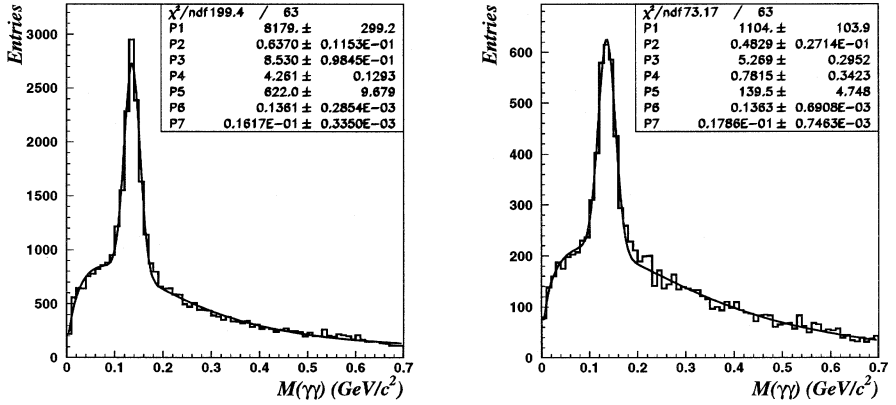 χ²/ndf199.4 / 63
P1 8179. ± 299.2
P2 0.6370 ± 0.1153E-01
P3 8.530 ± 0.9845E-01
P4 4.261 ± 0.1293
P5 622.0 ± 9.679
P6 0.1361 ± 0.2854E-03
P7 0.1617E-01 ± 0.3350E-03
Entries
3000
2500
2000
1500
1000
500
0
0 0.1 0.2 0.3 0.4 0.5 0.6 0.7
M(γγ) (GeV/c²)
χ²/ndf73.17 / 63
P1 1104. ± 103.9
P2 0.4829 ± 0.2714E-01
P3 5.269 ± 0.2952
P4 0.7815 ± 0.3423
P5 139.5 ± 4.748
P6 0.1363 ± 0.6908E-03
P7 0.1786E-01 ± 0.7463E-03
Entries
600
500
400
300
200
100
0
0 0.1 0.2 0.3 0.4 0.5 0.6 0.7
M(γγ) (GeV/c²)